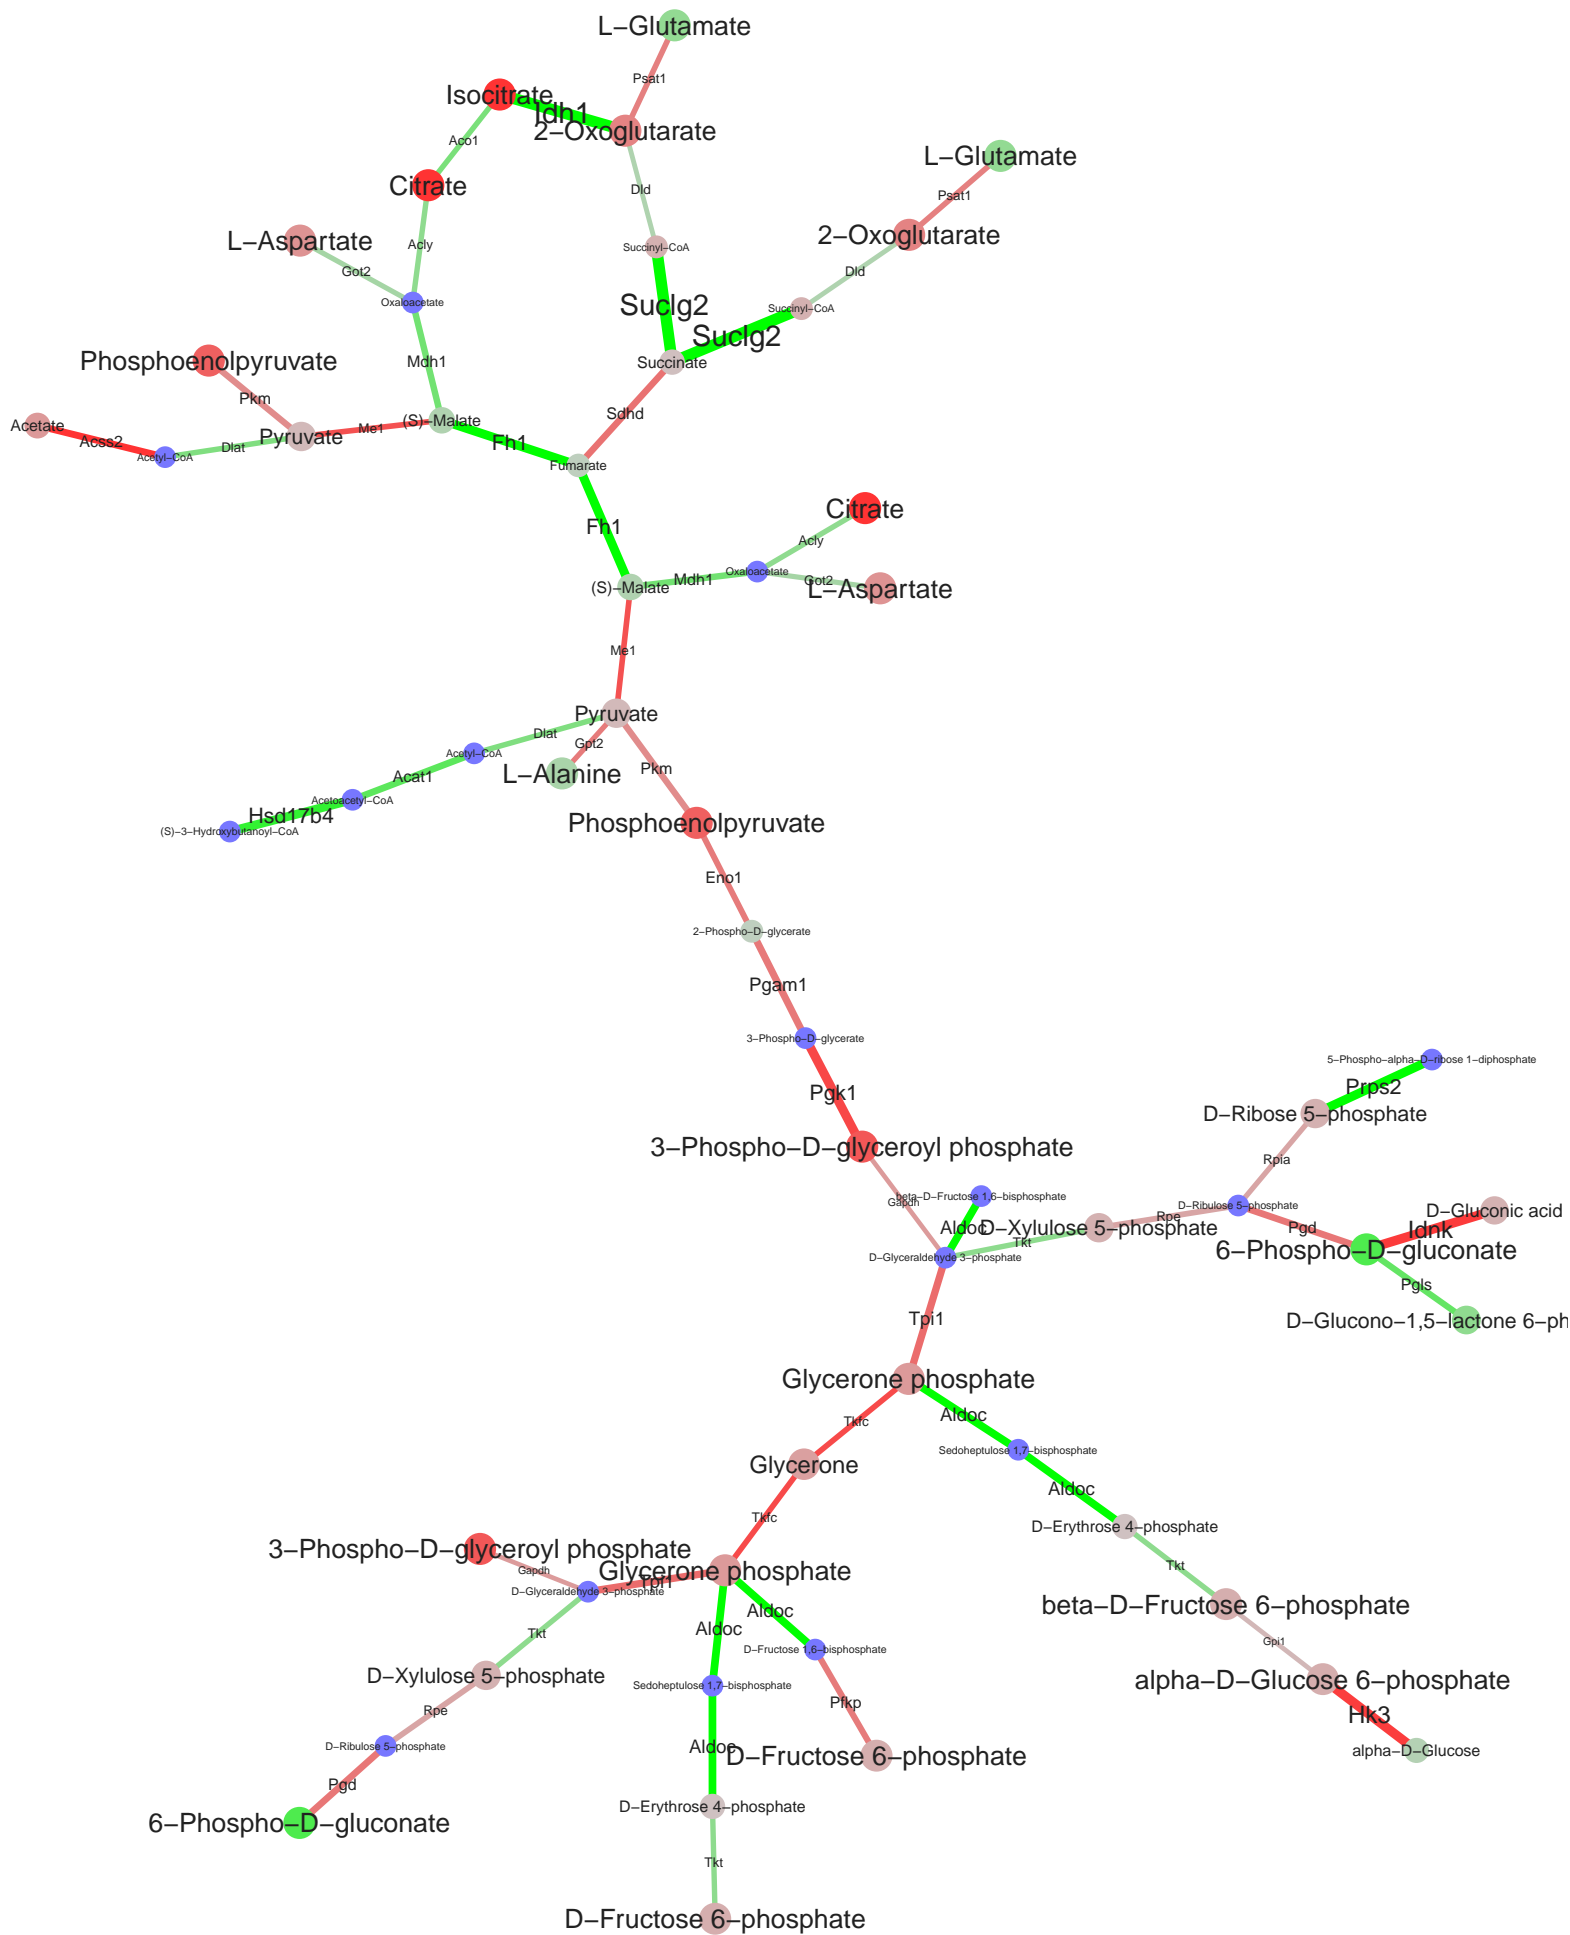 L−Glutamate
Psat1
Isocitrate
Idh1
2−Oxoglutarate
Aco1
L−Glutamate
Citrate
Dld
Psat1
L−Aspartate
Acly
Succinyl−CoA
2−Oxoglutarate
Got2
Dld
Oxaloacetate
Suclg2
Succinyl−CoA
Suclg2
Phosphoenolpyruvate
Mdh1
Succinate
Pkm
Sdhd
Acetate
(S)−Malate
Me1
Pyruvate
Acss2
Dlat
Fh1
Acetyl−CoA
Fumarate
Citrate
Fh1
Acly
Oxaloacetate
Mdh1
Got2
(S)−Malate
L−Aspartate
Me1
Pyruvate
Dlat
Gpt2
Acetyl−CoA
Pkm
Acat1
L−Alanine
Acetoacetyl−CoA
Hsd17b4
(S)−3−Hydroxybutanoyl−CoA
Phosphoenolpyruvate
Eno1
2−Phospho−D−glycerate
Pgam1
3−Phospho−D−glycerate
5−Phospho−alpha−D−ribose 1−diphosphate
Pgk1
Prps2
D−Ribose 5−phosphate
3−Phospho−D−glyceroyl phosphate
Rpia
beta−D−Fructose 1,6−bisphosphate
Gapdh
D−Ribulose 5−phosphate
D−Gluconic acid
Aldoc
D−Xylulose 5−phosphate
Rpe
Pgd
Idnk
Tkt
6−Phospho−D−gluconate
D−Glyceraldehyde 3−phosphate
Pgls
Tpi1
D−Glucono−1,5−lactone 6−ph
Glycerone phosphate
Aldoc
Tkfc
Sedoheptulose 1,7−bisphosphate
Glycerone
Aldoc
Tkfc
D−Erythrose 4−phosphate
3−Phospho−D−glyceroyl phosphate
Tkt
Gapdh
Glycerone phosphate
Tpi1
D−Glyceraldehyde 3−phosphate
beta−D−Fructose 6−phosphate
Aldoc
Tkt
Aldoc
Gpi1
D−Fructose 1,6−bisphosphate
D−Xylulose 5−phosphate
alpha−D−Glucose 6−phosphate
Sedoheptulose 1,7−bisphosphate
Rpe
Pfkp
Hk3
D−Ribulose 5−phosphate
Aldoc
D−Fructose 6−phosphate
alpha−D−Glucose
Pgd
D−Erythrose 4−phosphate
6−Phospho−D−gluconate
Tkt
D−Fructose 6−phosphate